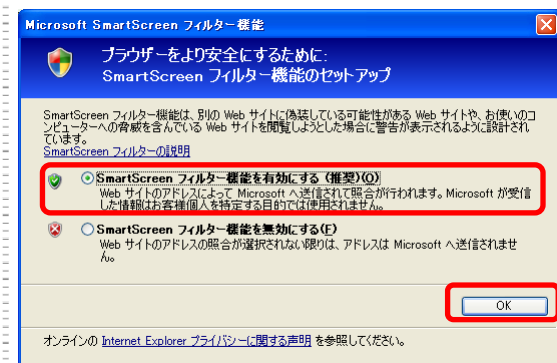 Microsoft SmartScreen フィルター機能
ブラウザーをより安全にするために:
SmartScreen フィルター機能のセットアップ
SmartScreen フィルター機能は、別の Web サイトに偽装している可能性がある Web サイトや、お使いのコ
ンピューターへの脅威を含んでいる Web サイトを閲覧しようとした場合に警告が表示されるように設計され
ています。
SmartScreen フィルターの説明
SmartScreen フィルター機能を有効にする (推奨)(O)
Web サイトのアドレスによって Microsoft へ送信されて照合が行われます。Microsoft が受信
した情報はお客様個人を特定する目的では使用されません。
SmartScreen フィルター機能を無効にする(F)
Web サイトのアドレスの照合が選択されない限りは、アドレスは Microsoft へ送信されませ
ん。
OK
オンラインの Internet Explorer プライバシーに関する声明 を参照してください。